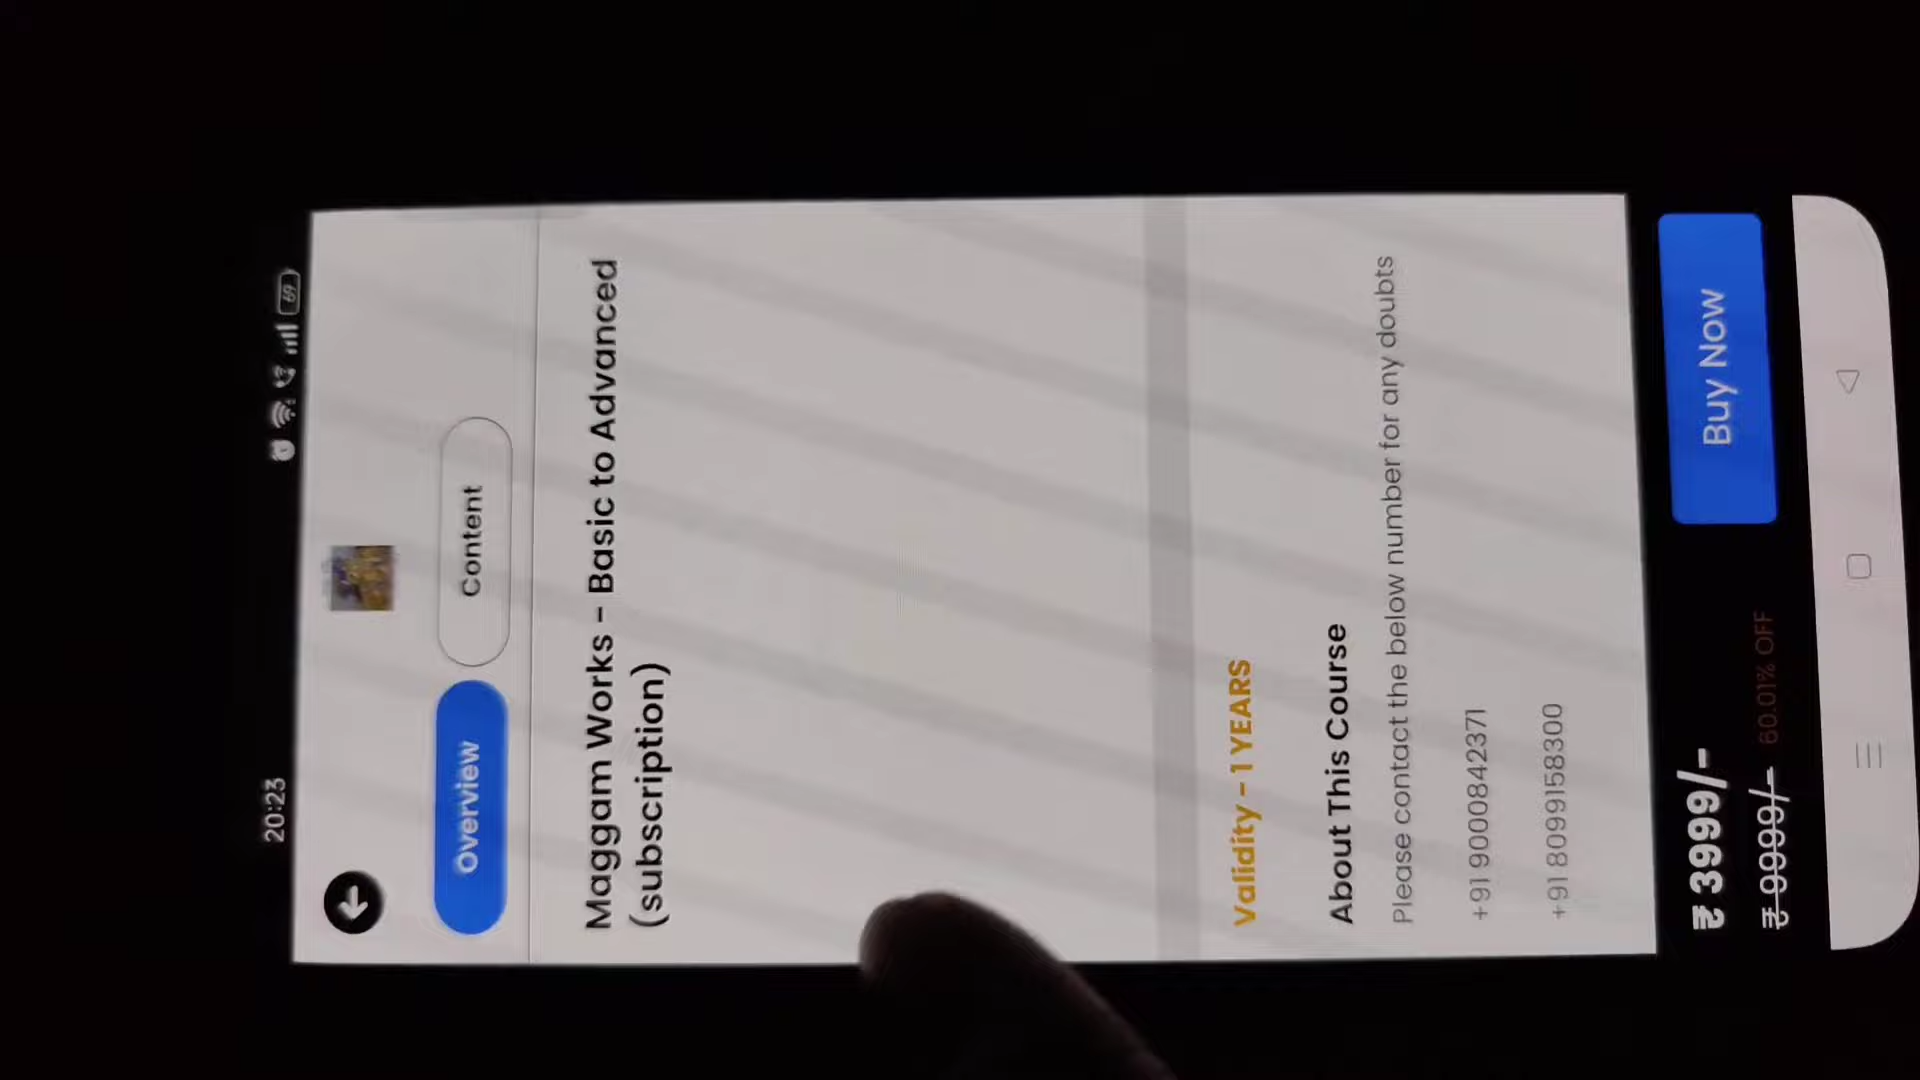 20:23
69
Overview
Content
Maggam Works - Basic to Advanced
(subscription)
Validity - 1 YEARS
About This Course
Please contact the below number for any doubts
+91 9000842371
+91 8099158300
₹ 3999/-
₹ 9999/- 60.01% OFF
Buy Now